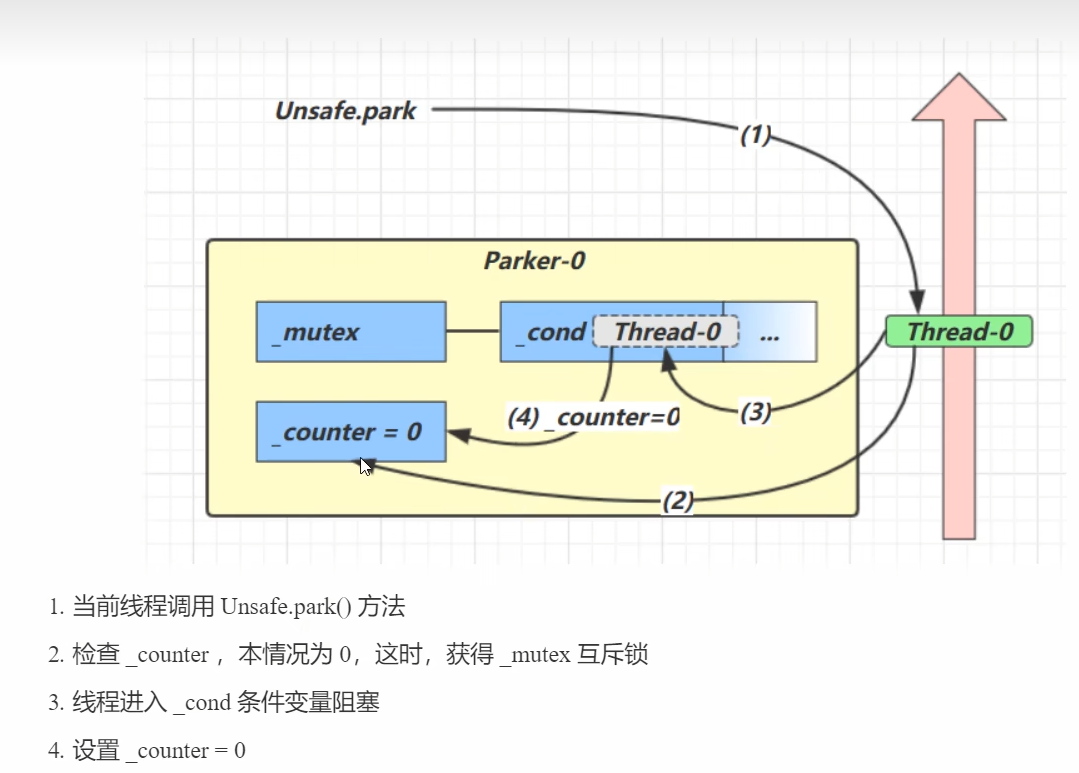 Unsafe.park
(1)
Parker-0
_mutex
_cond Thread-0 ...
Thread-0
(4) _counter=0
(3)
_counter = 0
(2)
1. 当前线程调用 Unsafe.park() 方法
2. 检查 _counter ，本情况为 0，这时，获得 _mutex 互斥锁
3. 线程进入 _cond 条件变量阻塞
4. 设置 _counter = 0